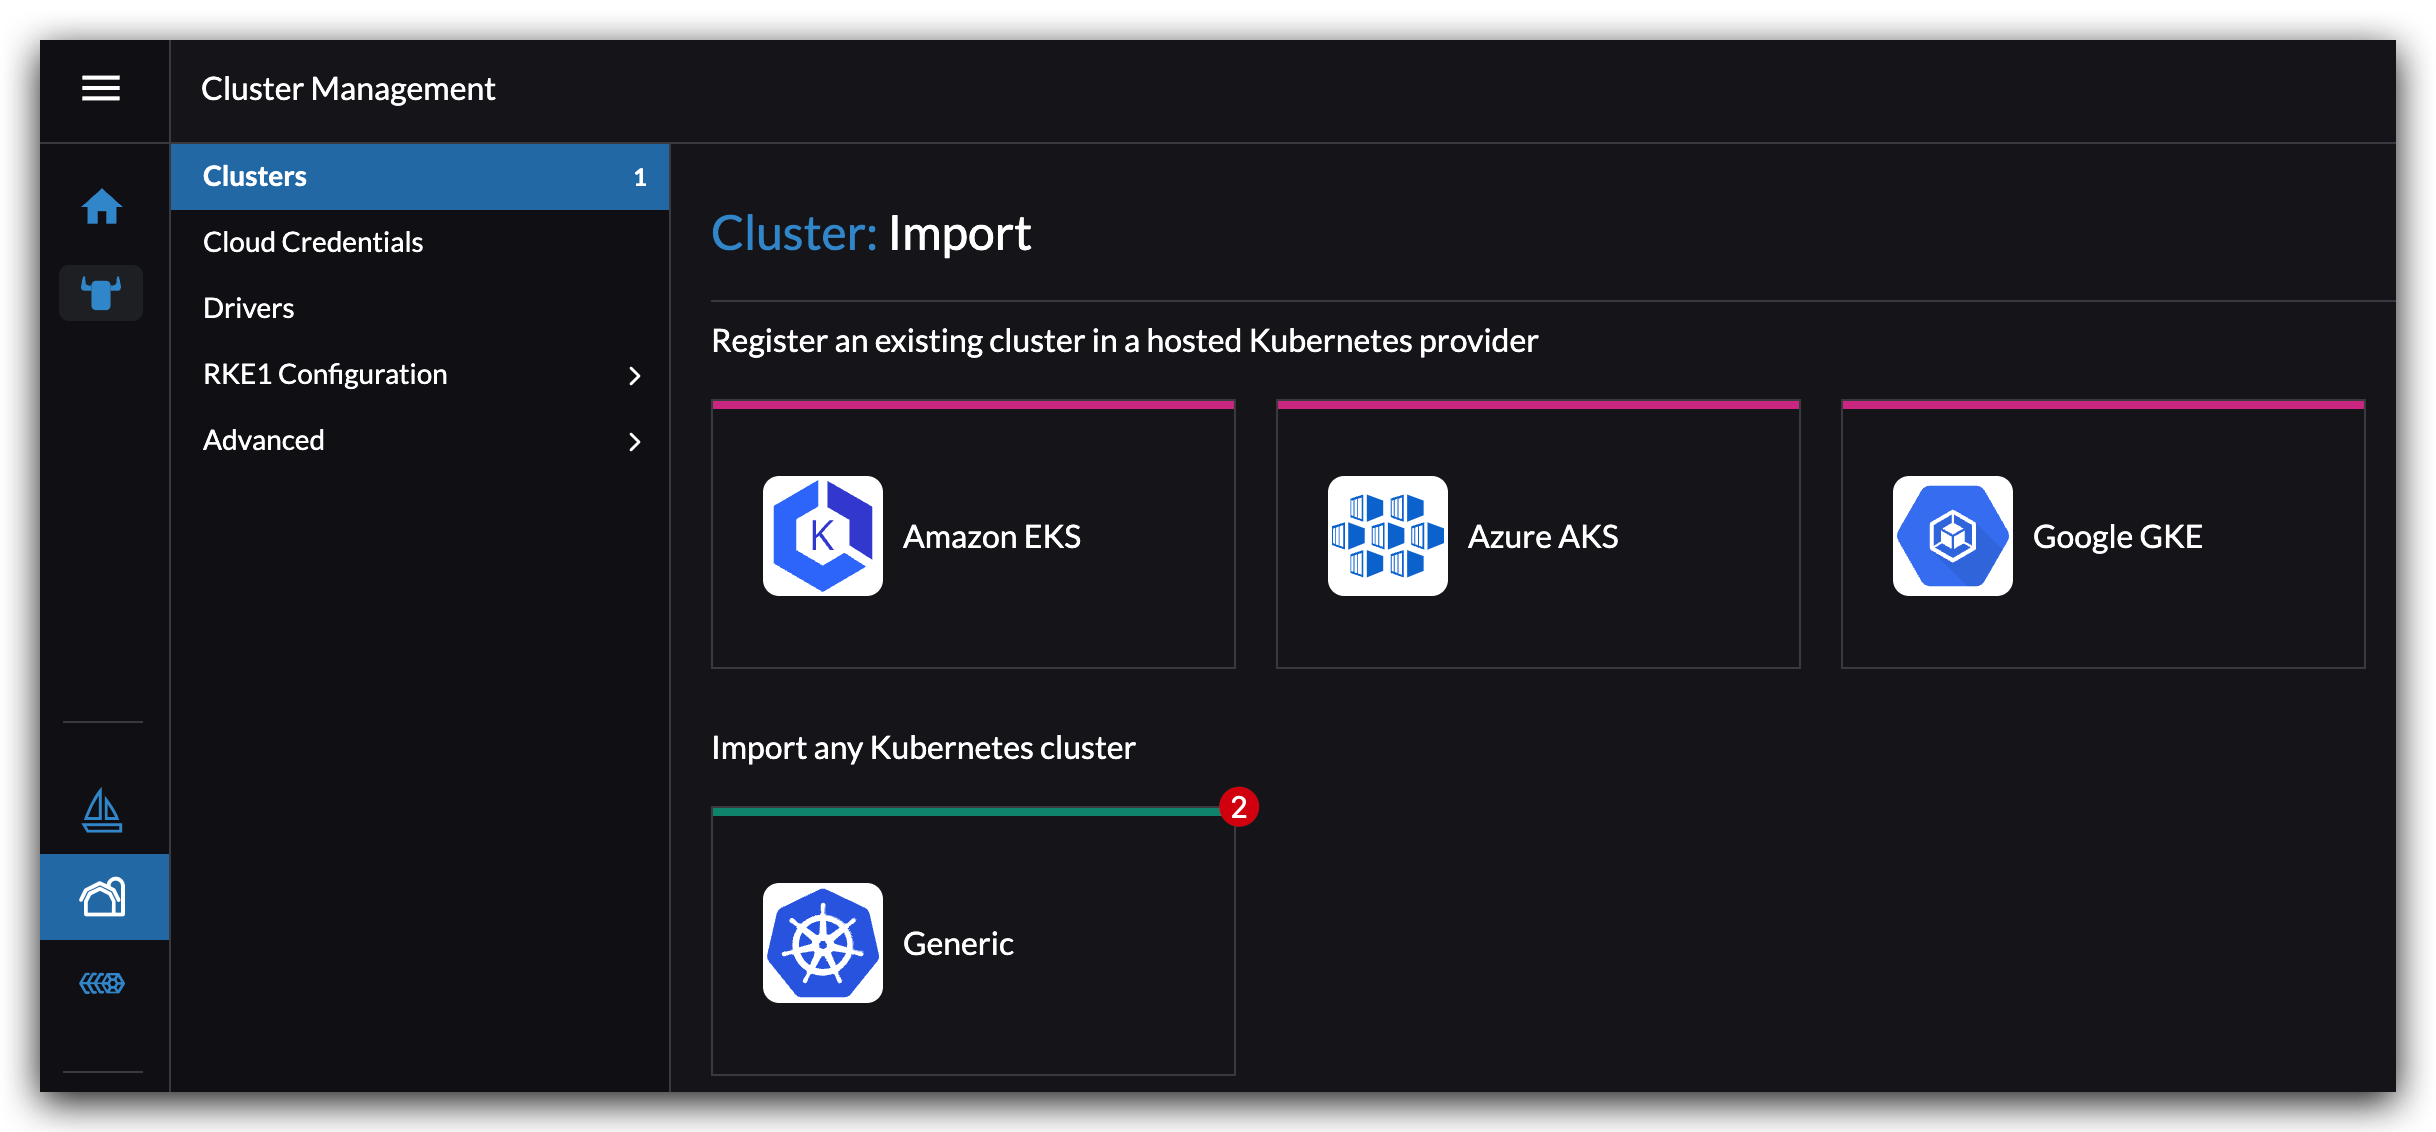 Cluster Management
Clusters 1
Cloud Credentials
Drivers
RKE1 Configuration
Advanced
Cluster: Import
Register an existing cluster in a hosted Kubernetes provider
K
Amazon EKS
Azure AKS
Google GKE
Import any Kubernetes cluster
2
Generic